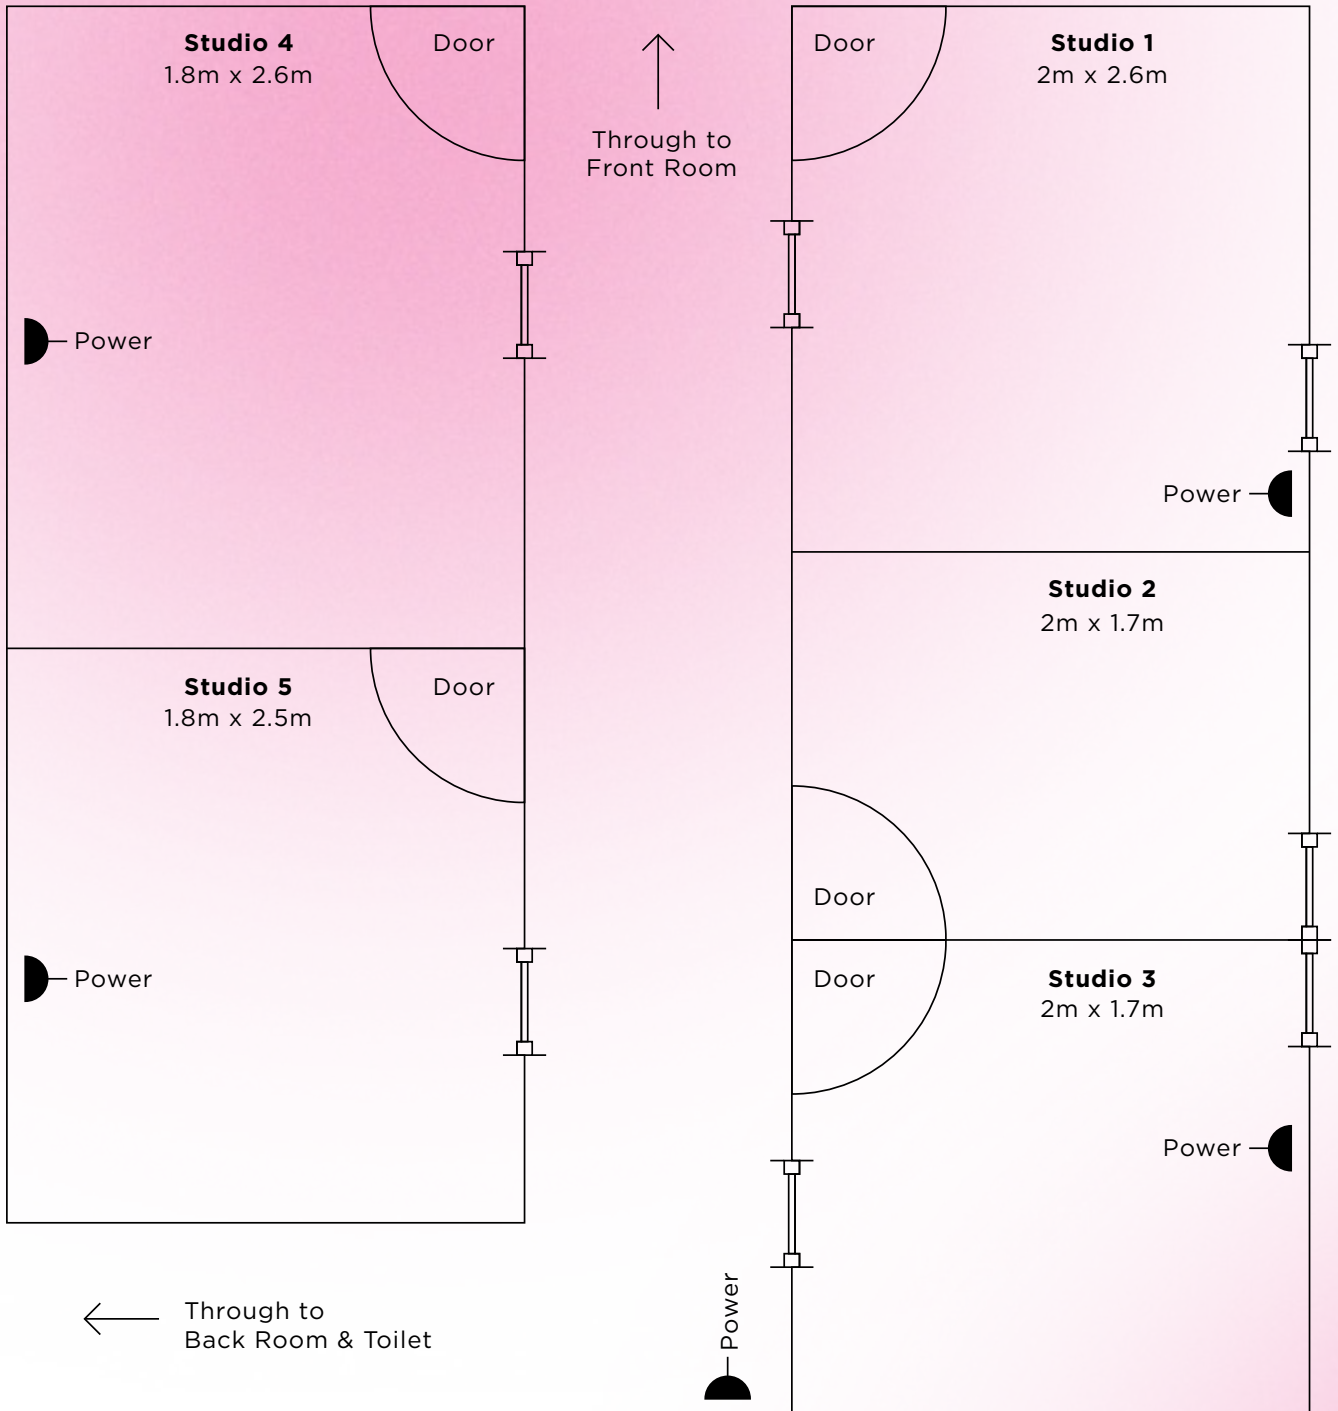 Studio 4
1.8m x 2.6m
Door
Power
Through to
Front Room
Door
Studio 1
2m x 2.6m
Power
Studio 2
2m x 1.7m
Door
Studio 5
1.8m x 2.5m
Door
Power
Door
Studio 3
2m x 1.7m
Power
Through to
Back Room & Toilet
Power